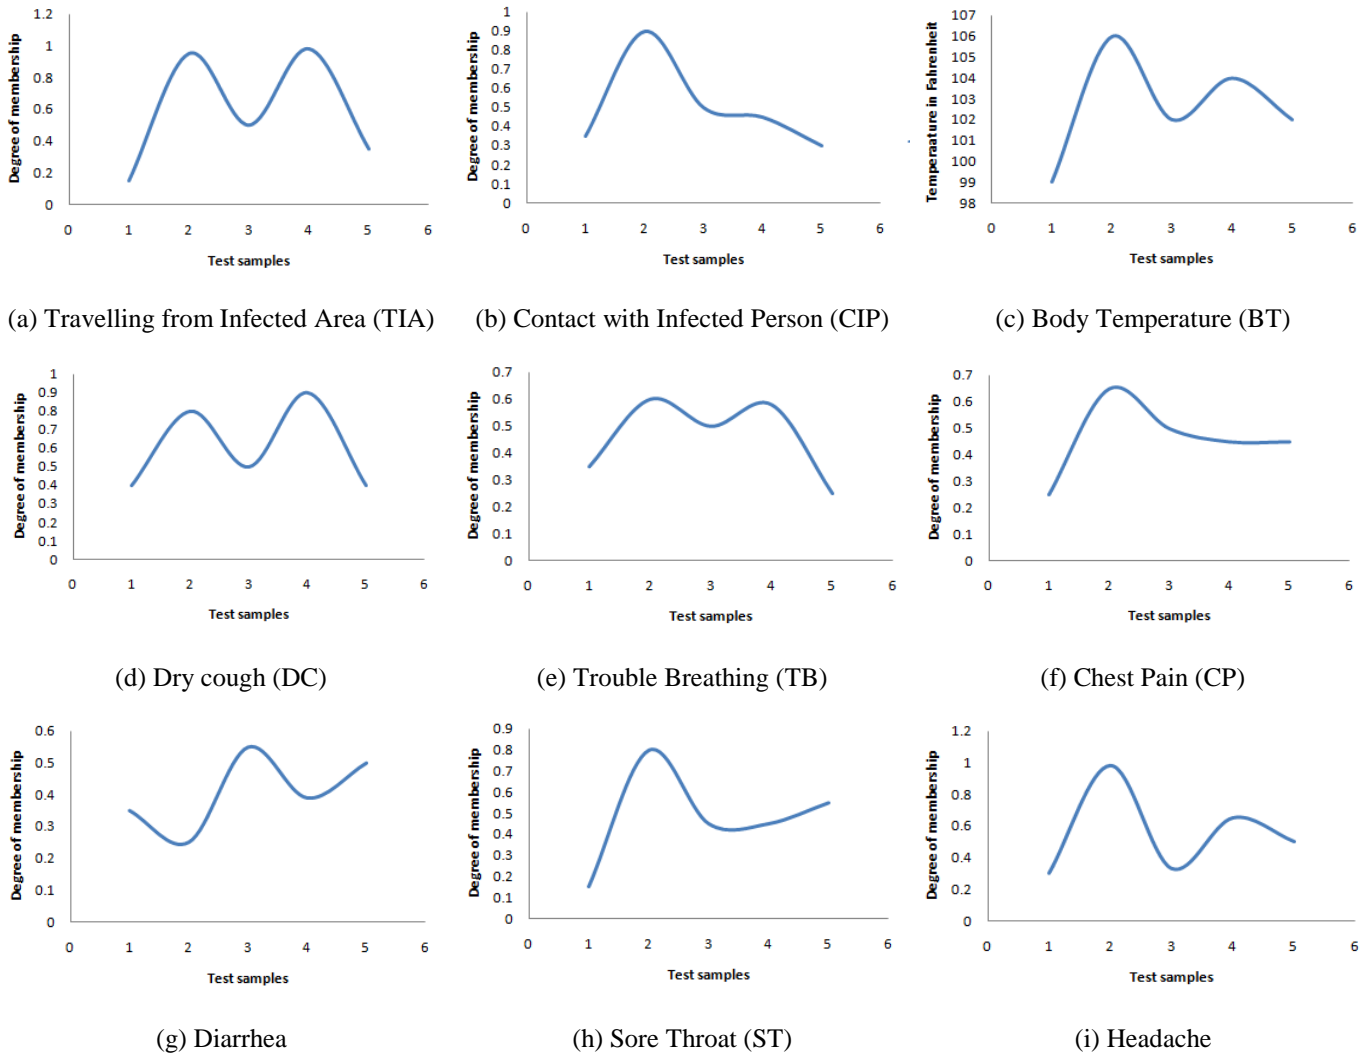 1.2
1
0.8
0.6
0.4
0.2
0
0 1 2 3 4 5 6
Degree of membership
Test samples
(a) Travelling from Infected Area (TIA)
1
0.9
0.8
0.7
0.6
0.5
0.4
0.3
0.2
0.1
0
0 1 2 3 4 5 6
Degree of membership
Test samples
(b) Contact with Infected Person (CIP)
107
106
105
104
103
102
101
100
99
98
0 1 2 3 4 5 6
Temperaature in Fahrenheit
Test samples
(c) Body Temperature (BT)
1
0.9
0.8
0.7
0.6
0.5
0.4
0.3
0.2
0.1
0
0 1 2 3 4 5 6
Degree of membership
Test samples
(d) Dry cough (DC)
0.7
0.6
0.5
0.4
0.3
0.2
0.1
0
0 1 2 3 4 5 6
Degree of membership
Test samples
(e) Trouble Breathing (TB)
0.7
0.6
0.5
0.4
0.3
0.2
0.1
0
0 1 2 3 4 5 6
Degree of membership
Test samples
(f) Chest Pain (CP)
0.6
0.5
0.4
0.3
0.2
0.1
0
0 1 2 3 4 5 6
Degree of membership
Test samples
(g) Diarrhea
0.9
0.8
0.7
0.6
0.5
0.4
0.3
0.2
0.1
0
0 1 2 3 4 5 6
Degree of membership
Test samples
(h) Sore Throat (ST)
1.2
1
0.8
0.6
0.4
0.2
0
0 1 2 3 4 5 6
Degree of membership
Test samples
(i) Headache